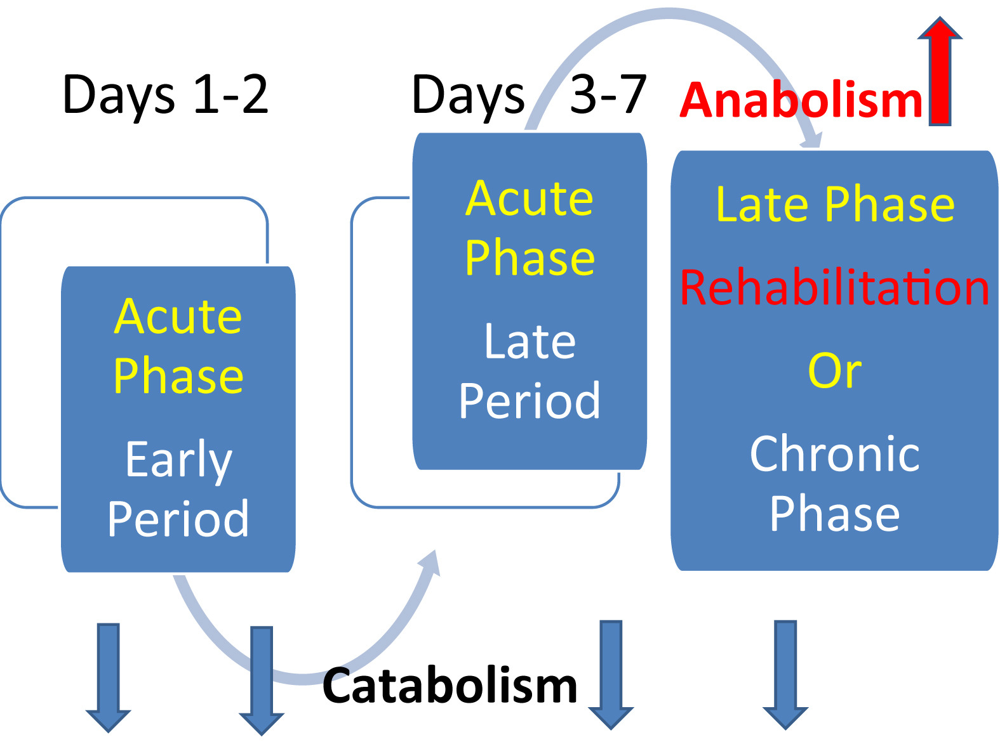 Days 1-2
Acute
Phase
Early
Period
Days 3-7
Acute
Phase
Late
Period
Anabolism
Late Phase
Rehabilitation
Or
Chronic
Phase
Catabolism